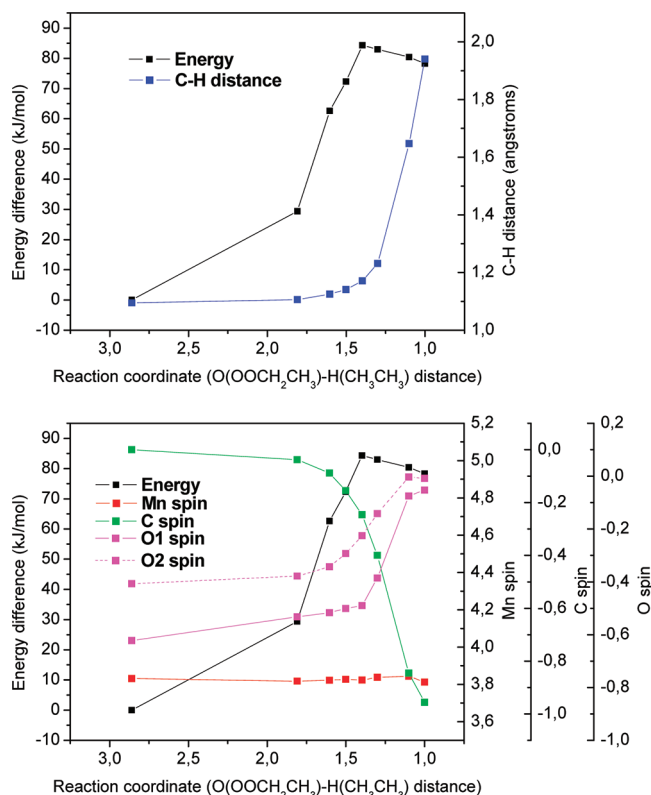 90
80
70
60
50
40
30
20
10
0
-10
Energy difference (kJ/mol)
Energy
C-H distance
2,0
1,8
1,6
1,4
1,2
1,0
C-H distance (angstroms)
3,0 2,5 2,0 1,5 1,0
Reaction coordinate (O(OOCH₂CH₃)-H(CH₃CH₃) distance)
90
80
70
60
50
40
30
20
10
0
-10
Energy difference (kJ/mol)
Energy
Mn spin
C spin
O1 spin
O2 spin
5,2
5,0
4,8
4,6
4,4
4,2
4,0
3,8
3,6
Mn spin
0,0
-0,2
-0,4
-0,6
-0,8
-1,0
C spin
0,2
0,0
-0,2
-0,4
-0,6
-0,8
1,0
O spin
3,0 2,5 2,0 1,5 1,0
Reaction coordinate (O(OOCH₂CH₃)-H(CH₃CH₃) distance)